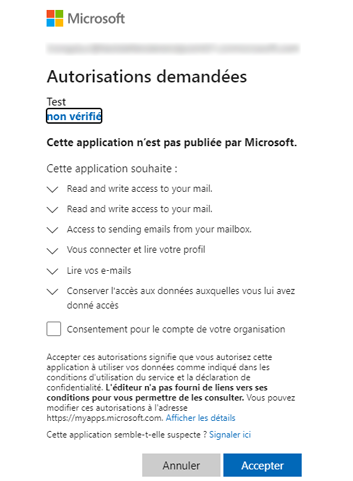 Microsoft
Autorisations demandées
Test
non vérifié
Cette application n'est pas publiée par Microsoft.
Cette application souhaite :
Read and write access to your mail.
Read and write access to your mail.
Access to sending emails from your mailbox.
Vous connecter et lire votre profil
Lire vos e-mails
Conserver l'accès aux données auxquelles vous lui avez
donné accès
Consentement pour le compte de votre organisation
Accepter ces autorisations signifie que vous autorisez cette
application à utiliser vos données comme indiqué dans les
conditions d'utilisation du service et la déclaration de
confidentialité. L'éditeur n'a pas fourni de liens vers ses
conditions pour vous permettre de les consulter. Vous pouvez
modifier ces autorisations à l'adresse
https://myapps.microsoft.com. Afficher les détails
Cette application semble-t-elle suspecte ? Signaler ici
Annuler
Accepter